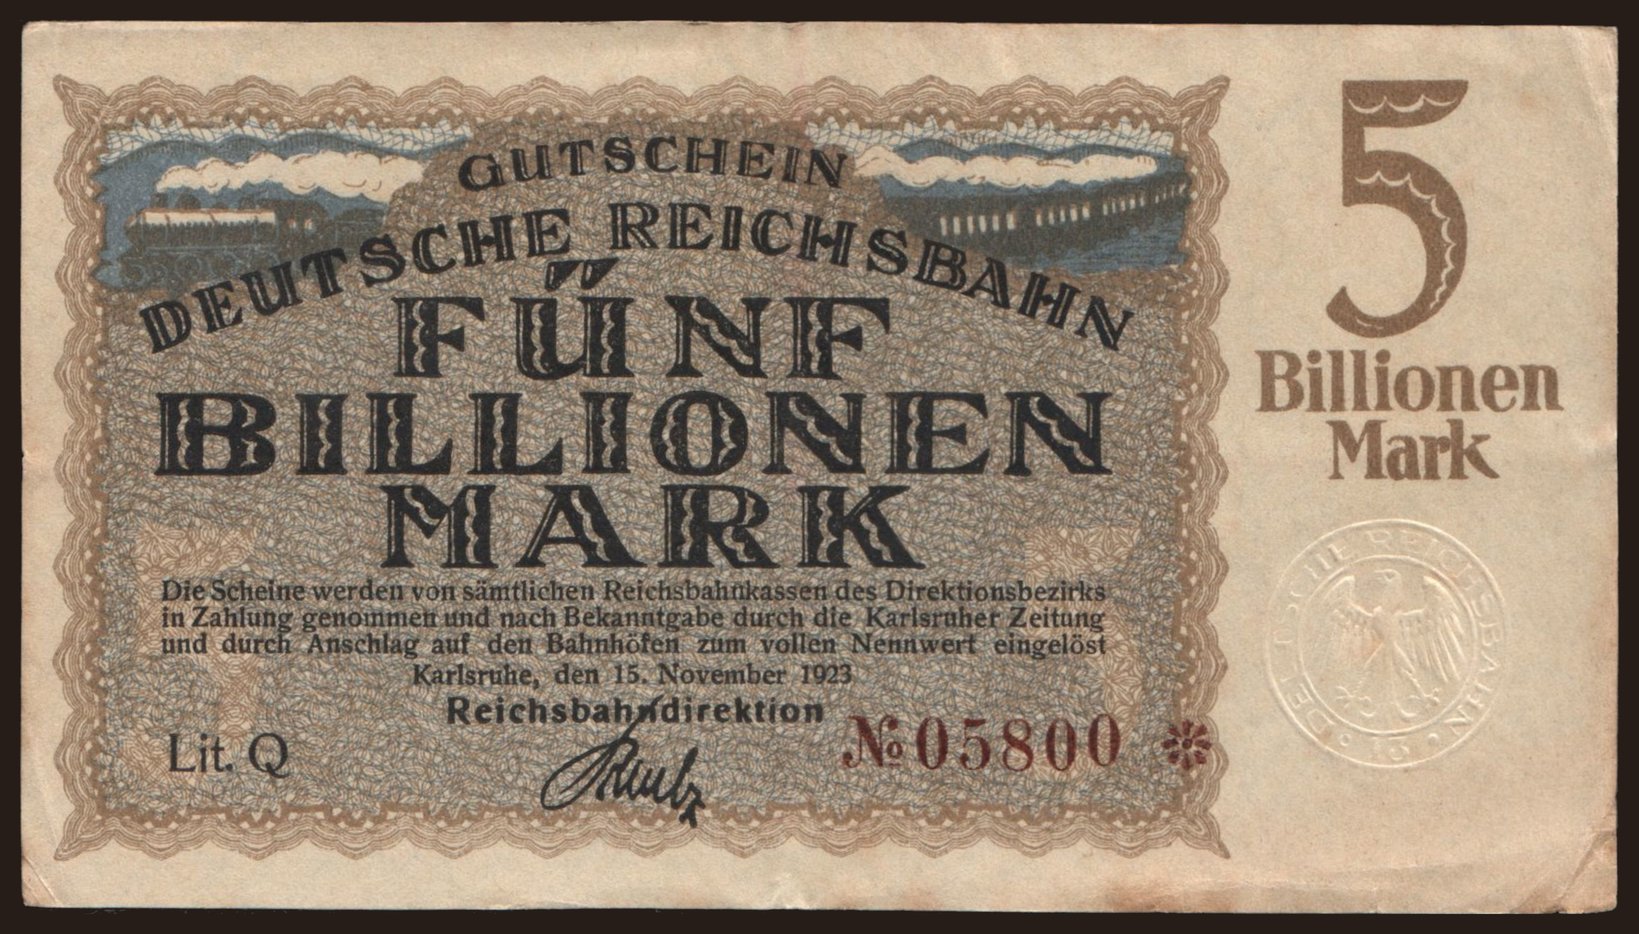 GUTSCHEIN
DEUTSCHE REICHSBAHN
FÜNF
BILLIONEN
MARK
Die Scheine werden von sämtlichen Reichsbahnkassen des Direktionsbezirks
in Zahlung genommen und nach Bekanntgabe durch die Karlsruher Zeitung
und durch Anschlag auf den Bahnhöfen zum vollen Nennwert eingelöst
Karlsruhe, den 15. November 1923
Reichsbahndirektion
Lit. Q
№ 05800
5
Billionen
Mark
DEUTSCHE REICHSBAHN